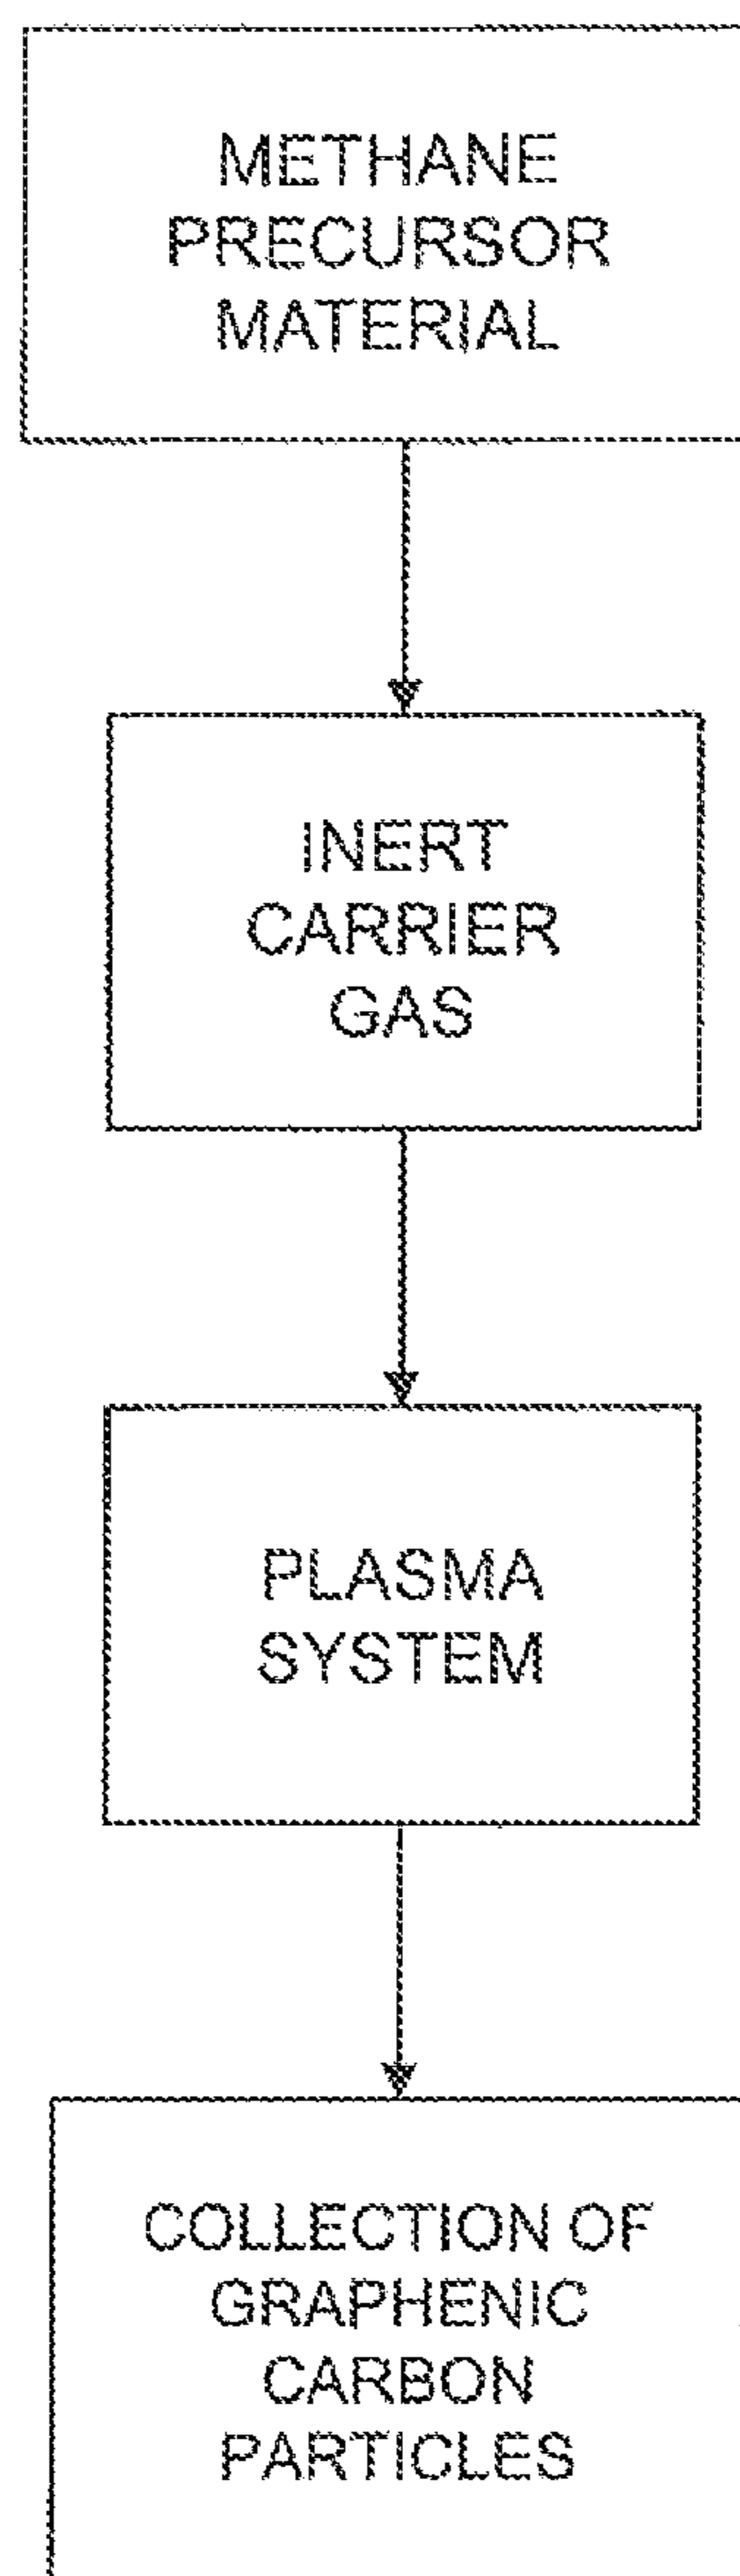 METHANE
PRECURSOR
MATERIAL
INERT
CARRIER
GAS
PLASMA
SYSTEM
COLLECTION OF
GRAPHENIC
CARBON
PARTICLES